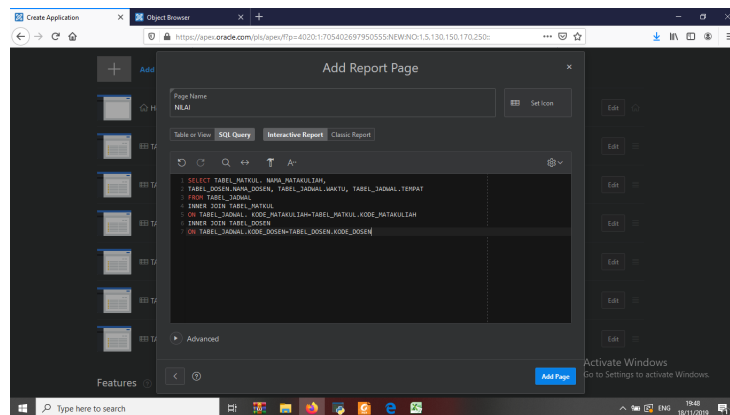 Create Application
Object Browser
https://apex.oracle.com/pls/apex/f?p=4020:1:705402697950555:NEW:NO:1,5,130,150,170,250::
Add
Add Report Page
Page Name
NILAI
Set Icon
Edit
Table or View SQL Query Interactive Report Classic Report
Edit
1 SELECT TABEL_MATKUL. NAMA_MATAKULIAH,
2 TABEL_DOSEN.NAMA_DOSEN, TABEL_JADWAL.WAKTU, TABEL_JADWAL.TEMPAT
3 FROM TABEL_JADWAL
4 INNER JOIN TABEL_MATKUL
5 ON TABEL_JADWAL. KODE_MATAKULIAH=TABEL_MATKUL.KODE_MATAKULIAH
6 INNER JOIN TABEL_DOSEN
7 ON TABEL_JADWAL.KODE_DOSEN=TABEL_DOSEN.KODE_DOSEN
Edit
Edit
Edit
Edit
Advanced
Edit
Features
Add Page
Activate Windows
Go to Settings to activate Windows.
Type here to search
ENG
19:48
18/11/2019